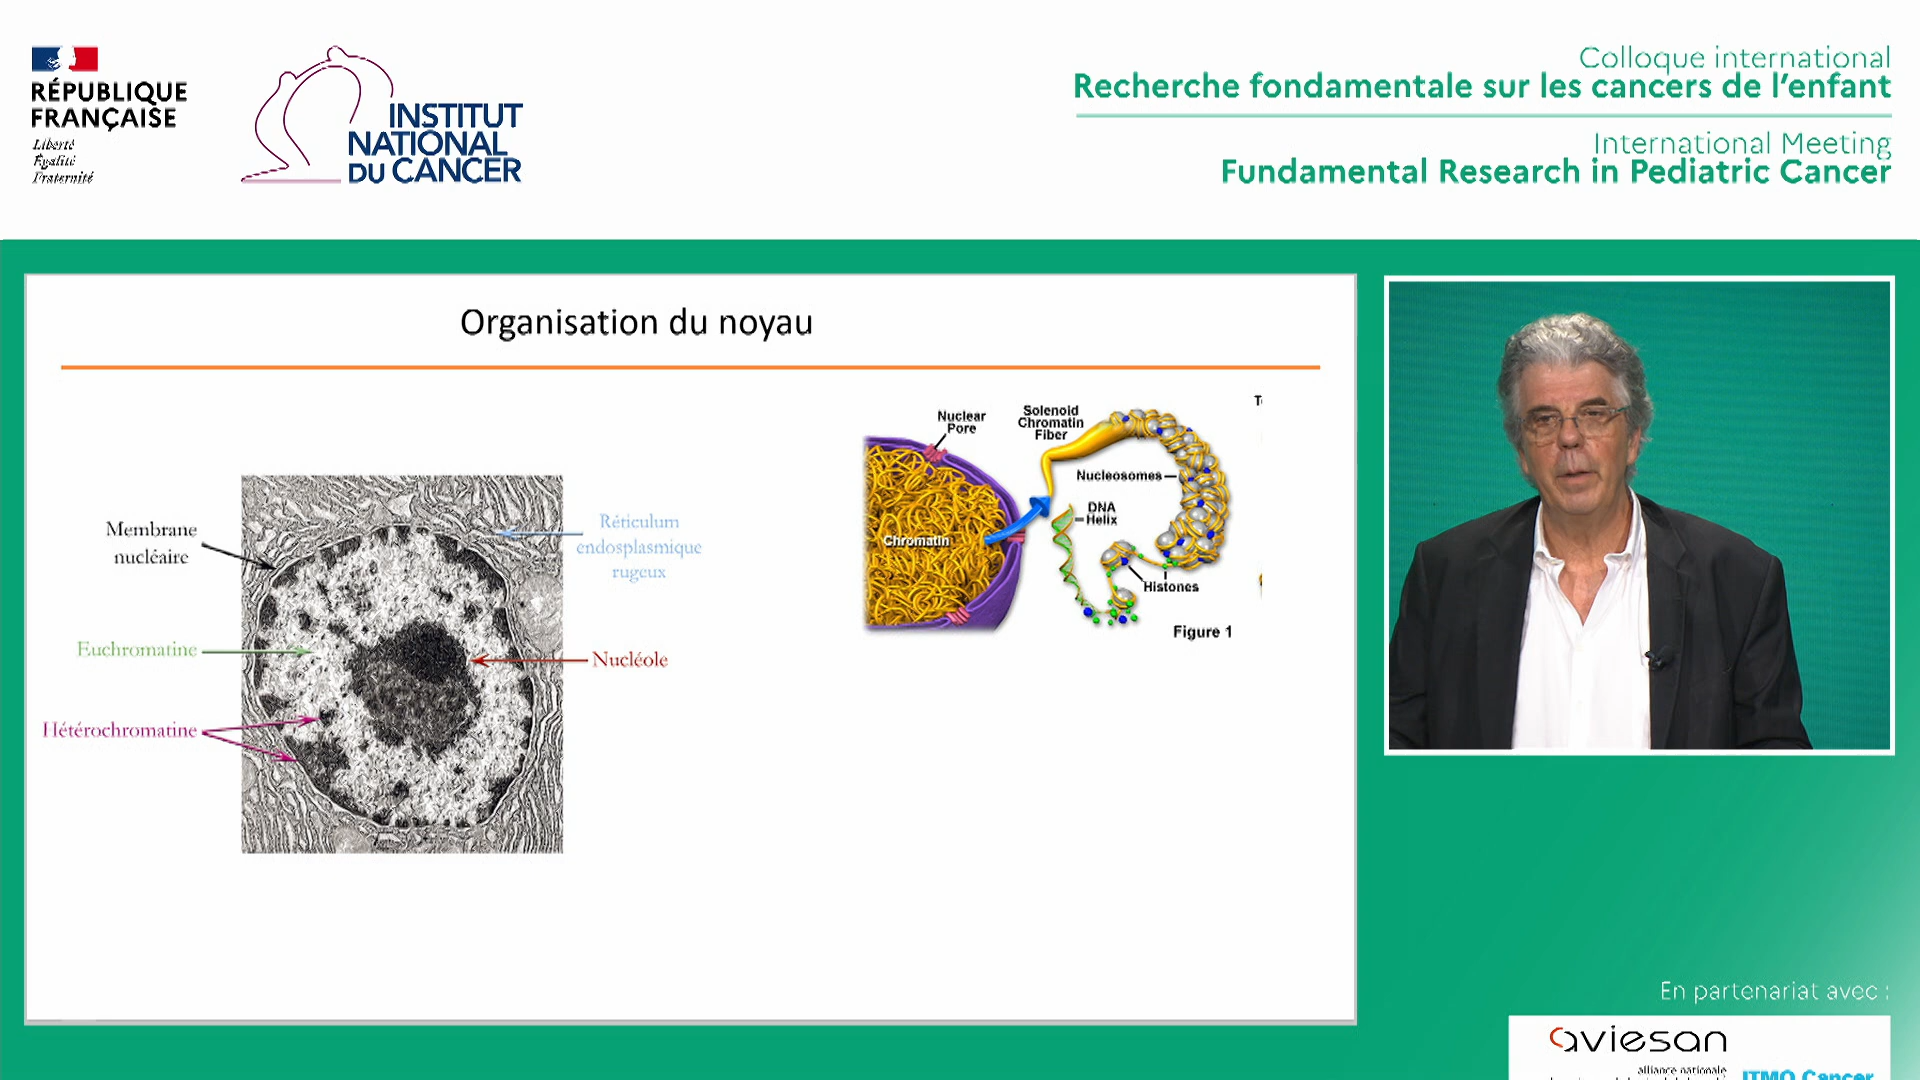 RÉPUBLIQUE
FRANÇAISE
Liberté
Égalité
Fraternité
INSTITUT
NATIONAL
DU CANCER
Colloque international
Recherche fondamentale sur les cancers de l'enfant
International Meeting
Fundamental Research in Pediatric Cancer
Organisation du noyau
Membrane
nucléaire
Euchromatine
Hétérochromatine
Réticulum
endosplasmique
rugeux
Nucléole
Nuclear
Pore
Solenoid
Chromatin
Fiber
Nucleosomes
DNA
Helix
Chromatin
Histones
Figure 1
En partenariat avec :
aviesan
alliance nationale
ITMO Cancer